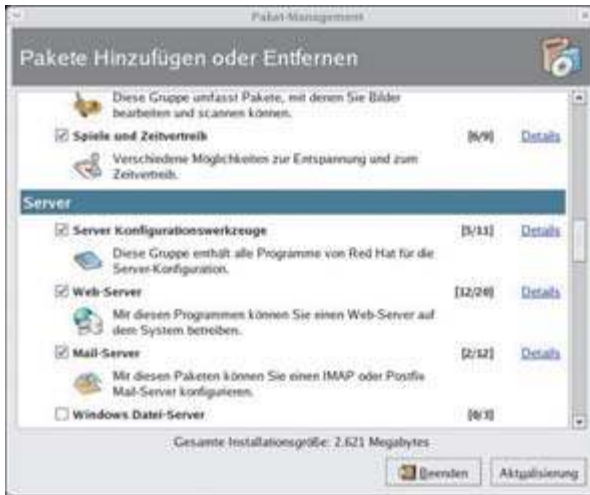 Paket-Management
Pakete Hinzufügen oder Entfernen
Diese Gruppe umfasst Pakete, mit denen Sie Bilder
bearbeiten und scannen können.
Spiele und Zeitvertreib [6/9] Details
Verschiedene Möglichkeiten zur Entspannung und zum
Zeitvertreib.
Server
Server Konfigurationswerkzeuge [5/11] Details
Diese Gruppe enthält alle Programme von Red Hat für die
Server-Konfiguration.
Web-Server [12/20] Details
Mit diesen Programmen können Sie einen Web-Server auf
dem System betreiben.
Mail-Server [2/12] Details
Mit diesen Paketen können Sie einen IMAP oder Postfix
Mail-Server konfigurieren.
Windows Datei-Server [0/3]
Gesamte Installationsgröße: 2.621 Megabytes
Beenden Aktualisierung